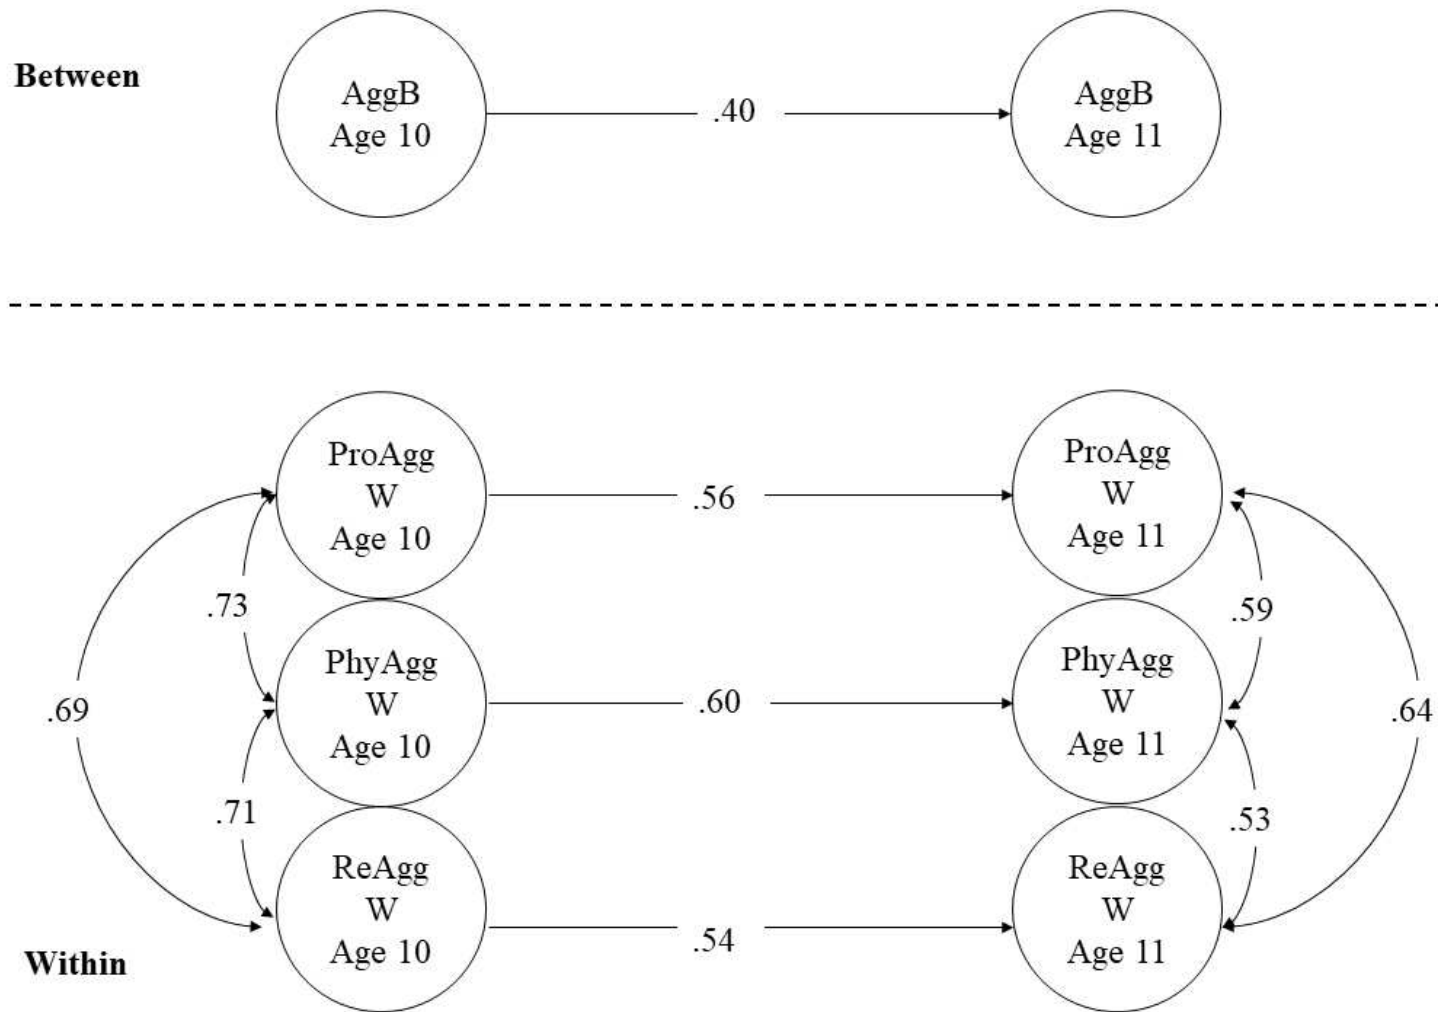 Between
AggB
Age 10
.40
AggB
Age 11
ProAgg
W
Age 10
.56
ProAgg
W
Age 11
.73
.59
PhyAgg
W
Age 10
.69
.60
PhyAgg
W
Age 11
.64
.71
.53
ReAgg
W
Age 10
.54
ReAgg
W
Age 11
Within